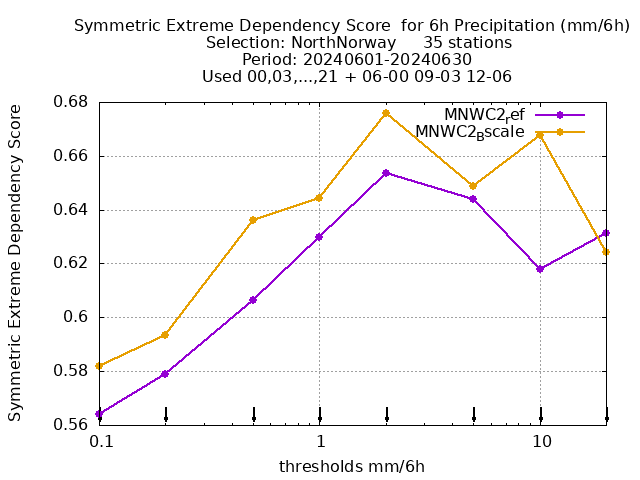 Symmetric Extreme Dependency Score for 6h Precipitation (mm/6h)
Selection: NorthNorway 35 stations
Period: 20240601-20240630
Used 00,03,...,21 + 06-00 09-03 12-06
Symmetric Extreme Dependency Score
0.68
0.66
0.64
0.62
0.6
0.58
0.56
MNWC2ref
MNWC2Bscale
0.1
1
10
thresholds mm/6h